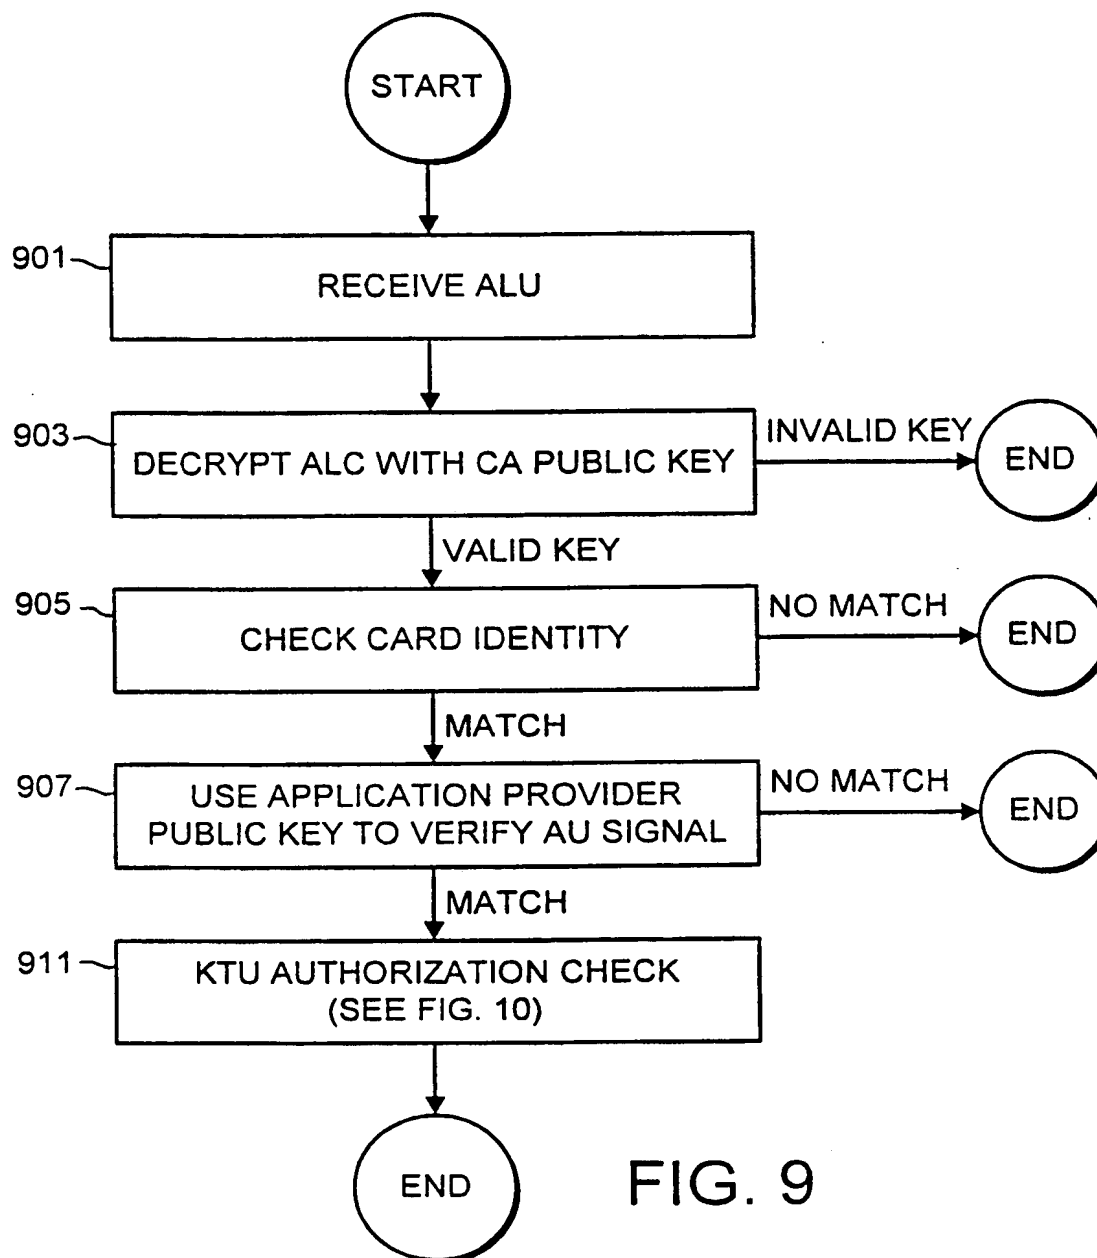 START
901
RECEIVE ALU
903
DECRYPT ALC WITH CA PUBLIC KEY
INVALID KEY
END
VALID KEY
905
CHECK CARD IDENTITY
NO MATCH
END
MATCH
907
USE APPLICATION PROVIDER
PUBLIC KEY TO VERIFY AU SIGNAL
NO MATCH
END
MATCH
911
KTU AUTHORIZATION CHECK
(SEE FIG. 10)
END
FIG. 9